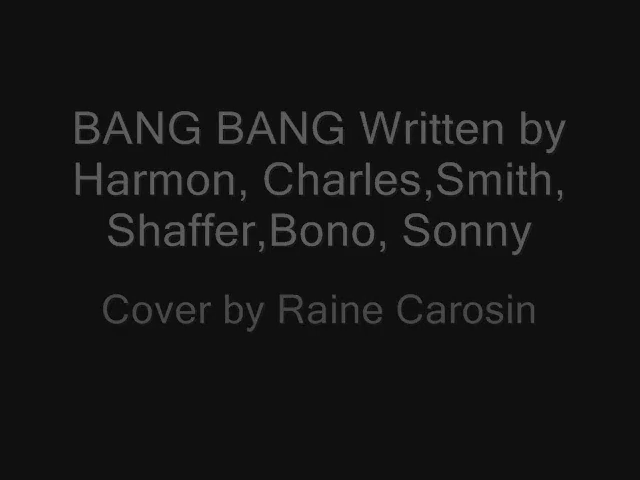 BANG BANG Written by
Harmon, Charles,Smith,
Shaffer,Bono, Sonny
Cover by Raine Carosin